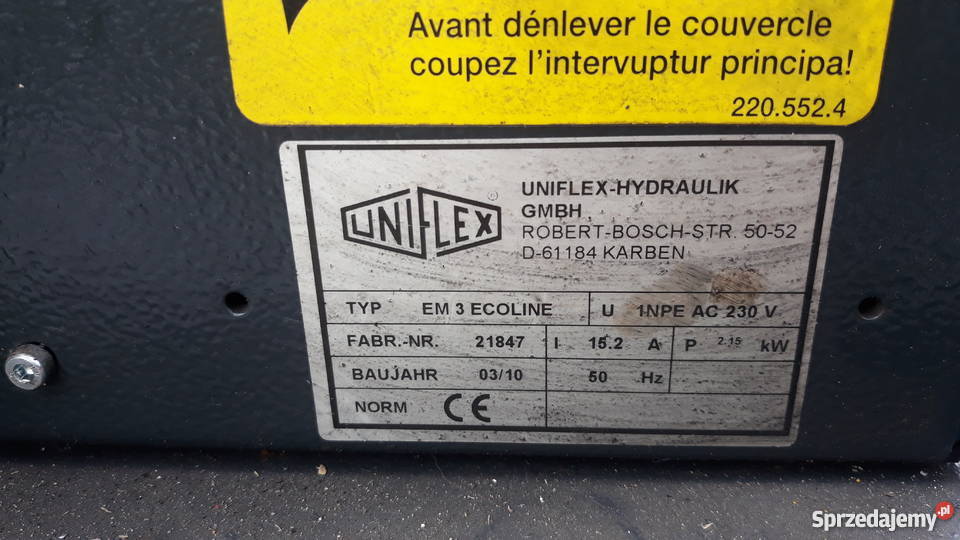 Avant dénlever le couvercle
coupez l'intervuptur principa!
220.552.4
UNIFLEX
®
UNIFLEX-HYDRAULIK
GMBH
ROBERT-BOSCH-STR. 50-52
D-61184 KARBEN
TYP EM 3 ECOLINE U 1NPE AC 230 V
FABR.-NR. 21847 I 15.2 A P 2.15 kW
BAUJAHR 03/10 50 Hz
NORM CE
Sprzedajemy.pl